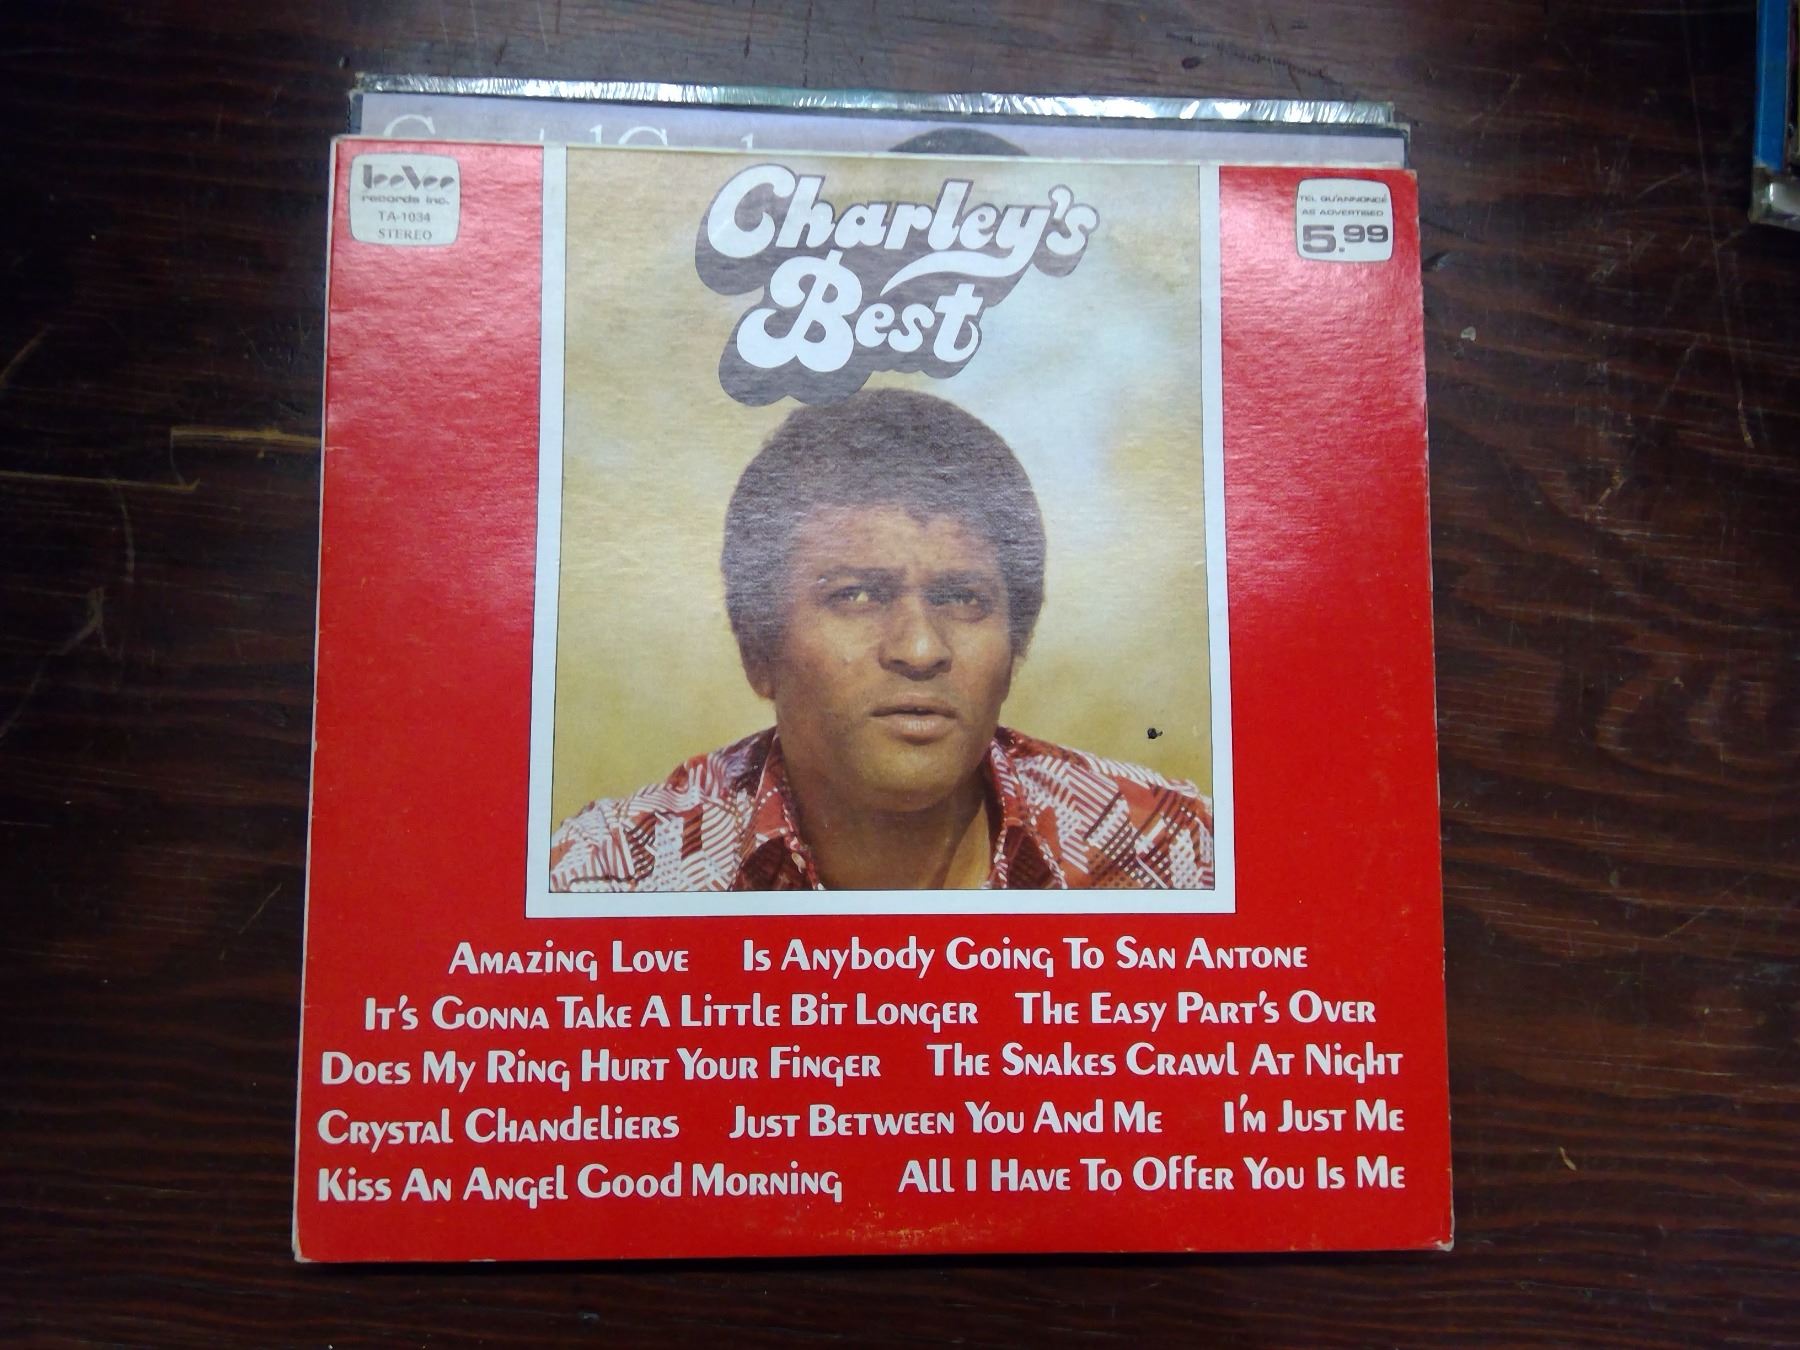 TeeVee
records inc.
TA-1034
STEREO
Charley's
Best
TEL QU'ANNONCÉ
AS ADVERTISED
5.99
Amazing Love Is Anybody Going To San Antone
It's Gonna Take A Little Bit Longer The Easy Part's Over
Does My Ring Hurt Your Finger The Snakes Crawl At Night
Crystal Chandeliers Just Between You And Me I'm Just Me
Kiss An Angel Good Morning All I Have To Offer You Is Me